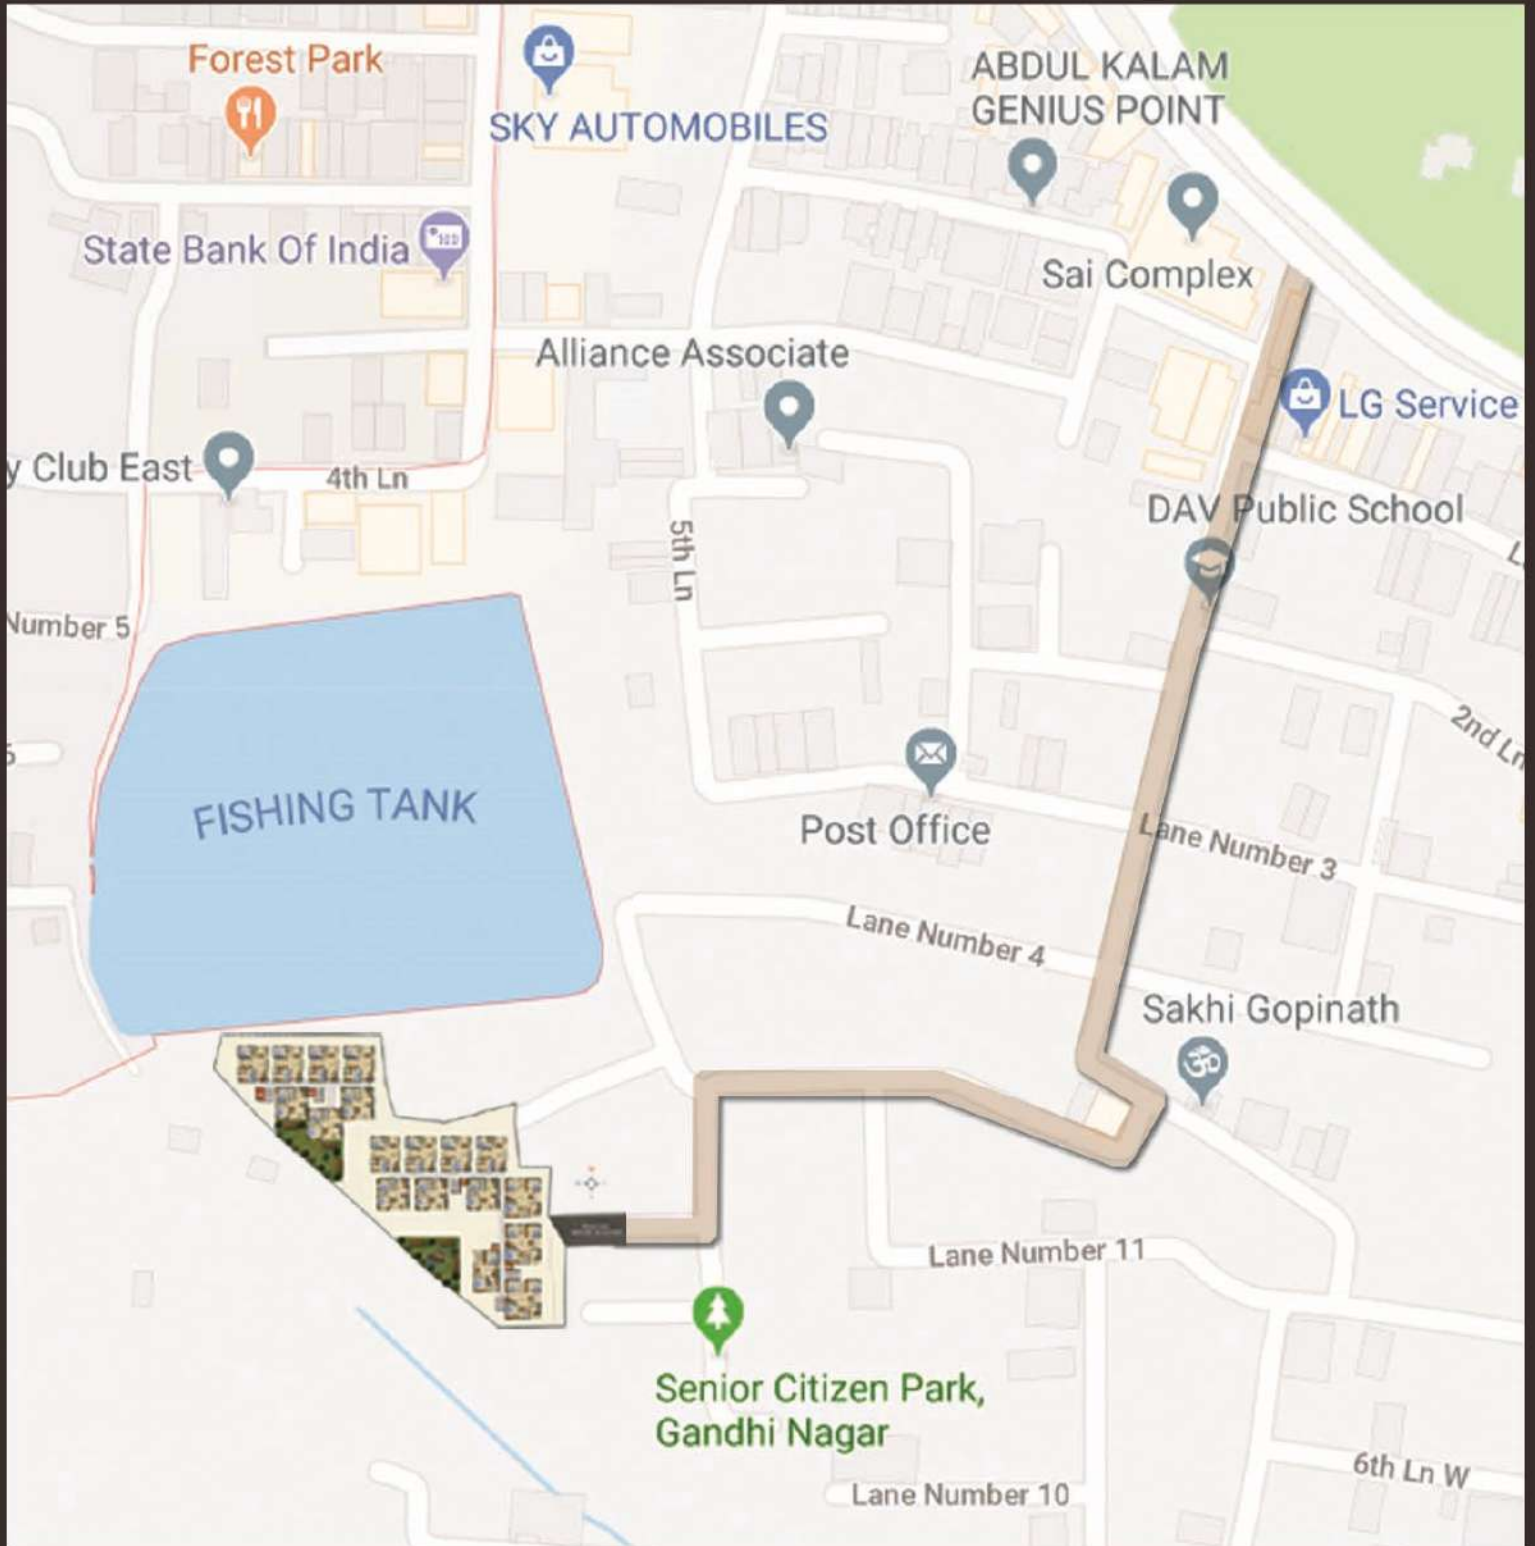 Forest Park
SKY AUTOMOBILES
ABDUL KALAM
GENIUS POINT
State Bank Of India
Sai Complex
Alliance Associate
LG Service
y Club East
4th Ln
DAV Public School
5th Ln
Number 5
2nd Ln
FISHING TANK
Post Office
Lane Number 3
Lane Number 4
Sakhi Gopinath
Lane Number 11
Senior Citizen Park,
Gandhi Nagar
6th Ln W
Lane Number 10